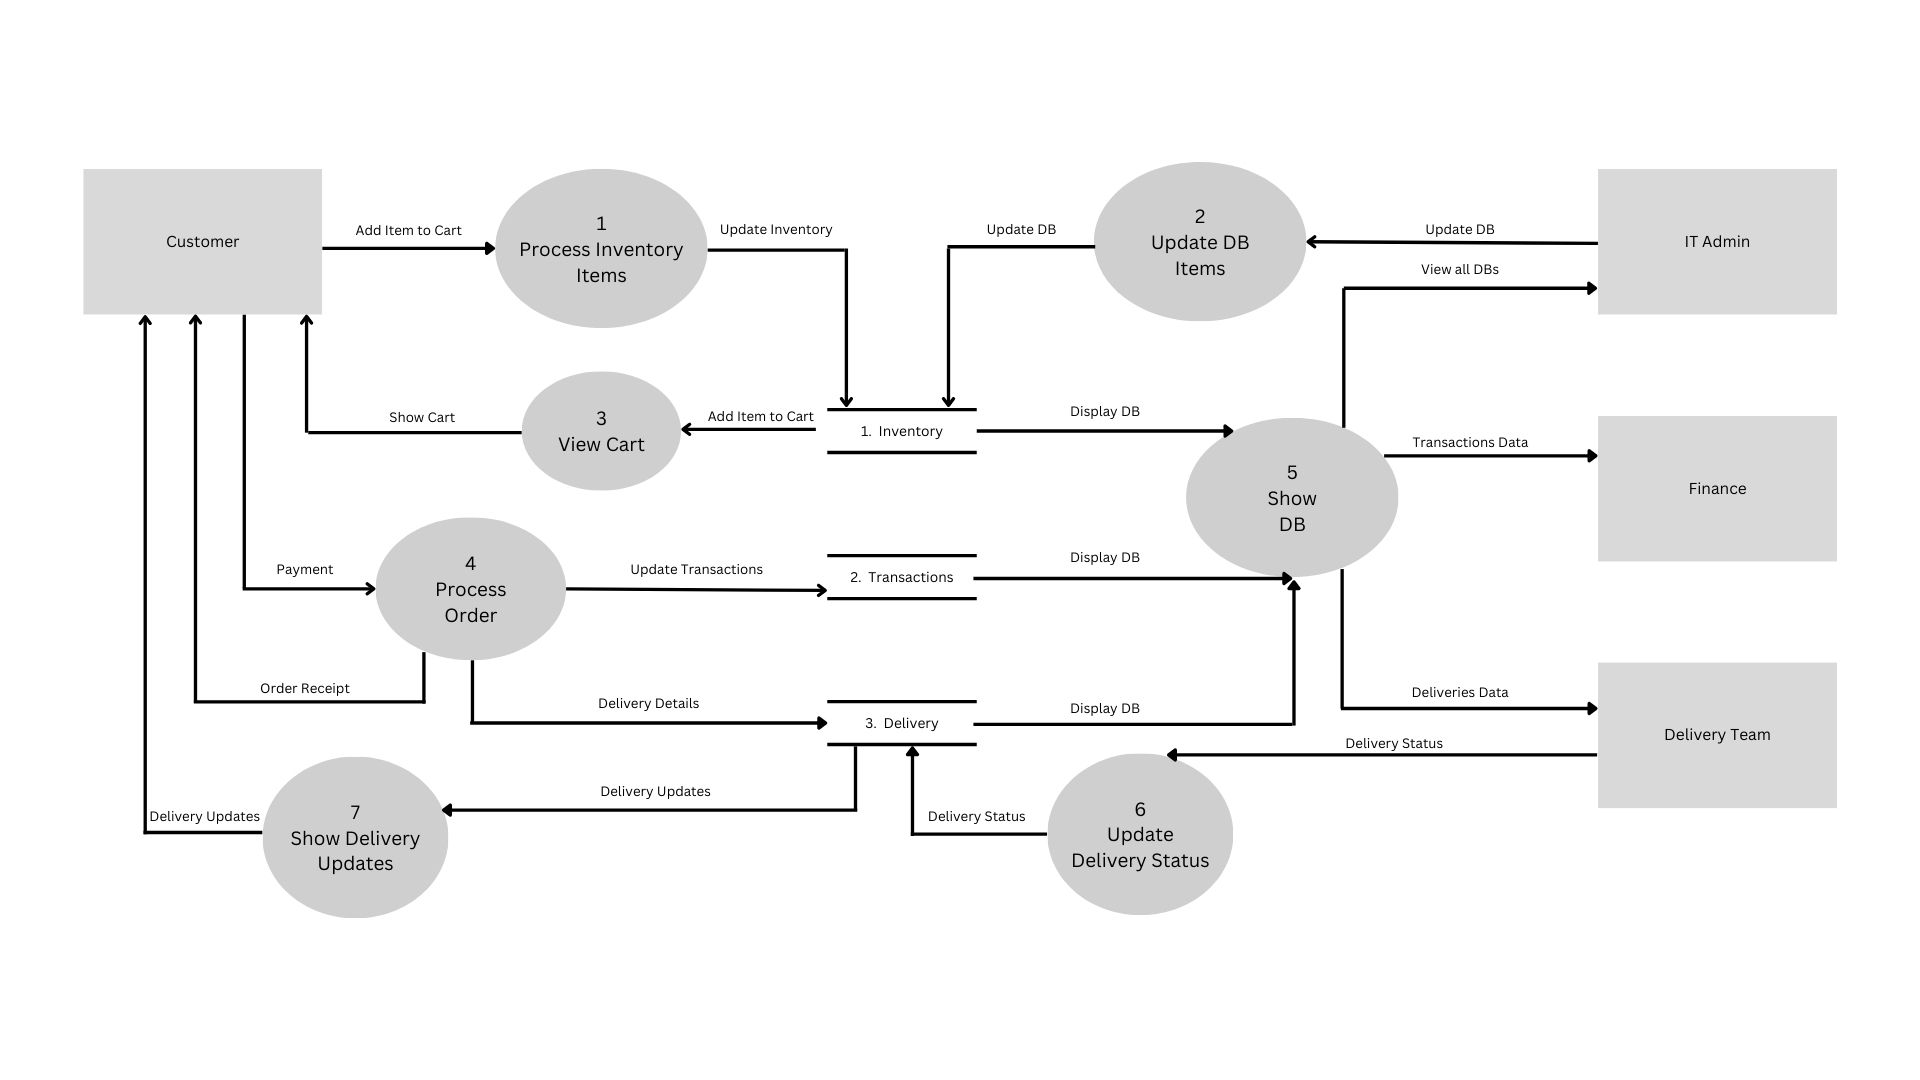 Customer
Add Item to Cart
1
Process Inventory
Items
Update Inventory
Update DB
2
Update DB
Items
Update DB
View all DBs
IT Admin
Show Cart
3
View Cart
Add Item to Cart
1. Inventory
Display DB
5
Show
DB
Transactions Data
Finance
Payment
4
Process
Order
Update Transactions
2. Transactions
Display DB
Order Receipt
Delivery Details
3. Delivery
Display DB
Deliveries Data
Delivery Status
Delivery Team
Delivery Updates
7
Show Delivery
Updates
Delivery Updates
Delivery Status
6
Update
Delivery Status